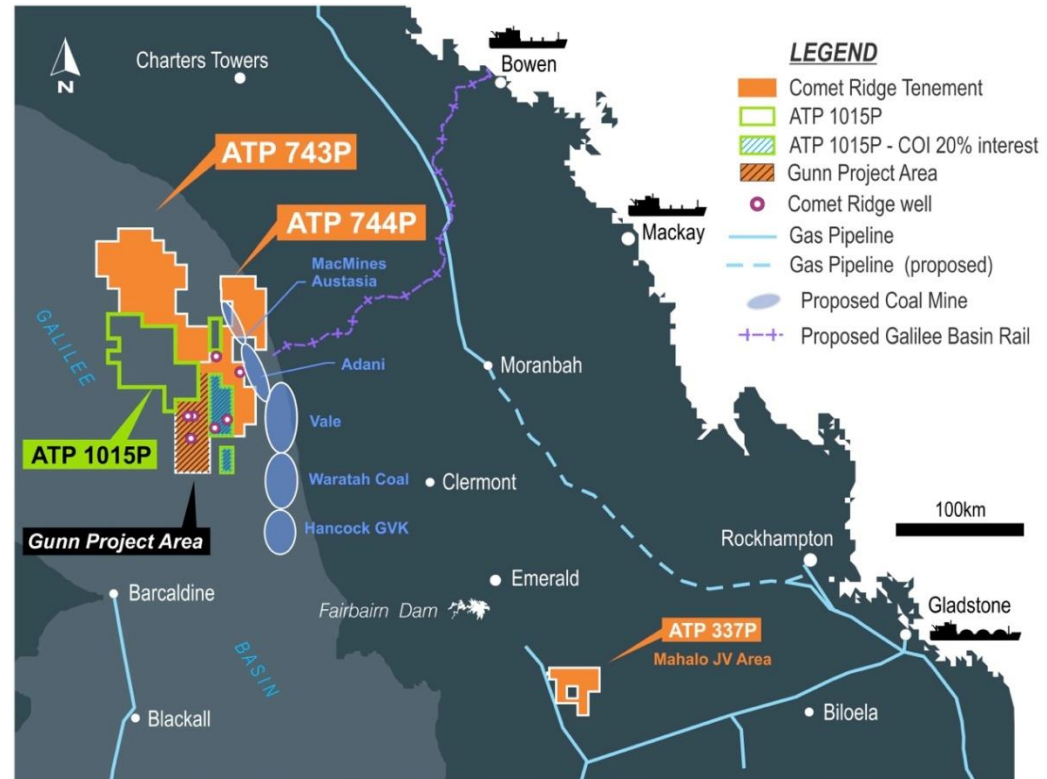 LEGEND
Comet Ridge Tenement
ATP 1015P
ATP 1015P - COI 20% interest
Gunn Project Area
Comet Ridge well
Gas Pipeline
Gas Pipeline (proposed)
Proposed Coal Mine
Proposed Galilee Basin Rail
N
Charters Towers
Bowen
ATP 743P
ATP 744P
Mackay
MacMines
Austasia
GALILEE
Adani
Moranbah
Vale
ATP 1015P
Waratah Coal
Clermont
Hancock GVK
Gunn Project Area
100km
Rockhampton
Barcaldine
Emerald
Fairbairn Dam
Gladstone
ATP 337P
Mahalo JV Area
BASIN
Blackall
Biloela